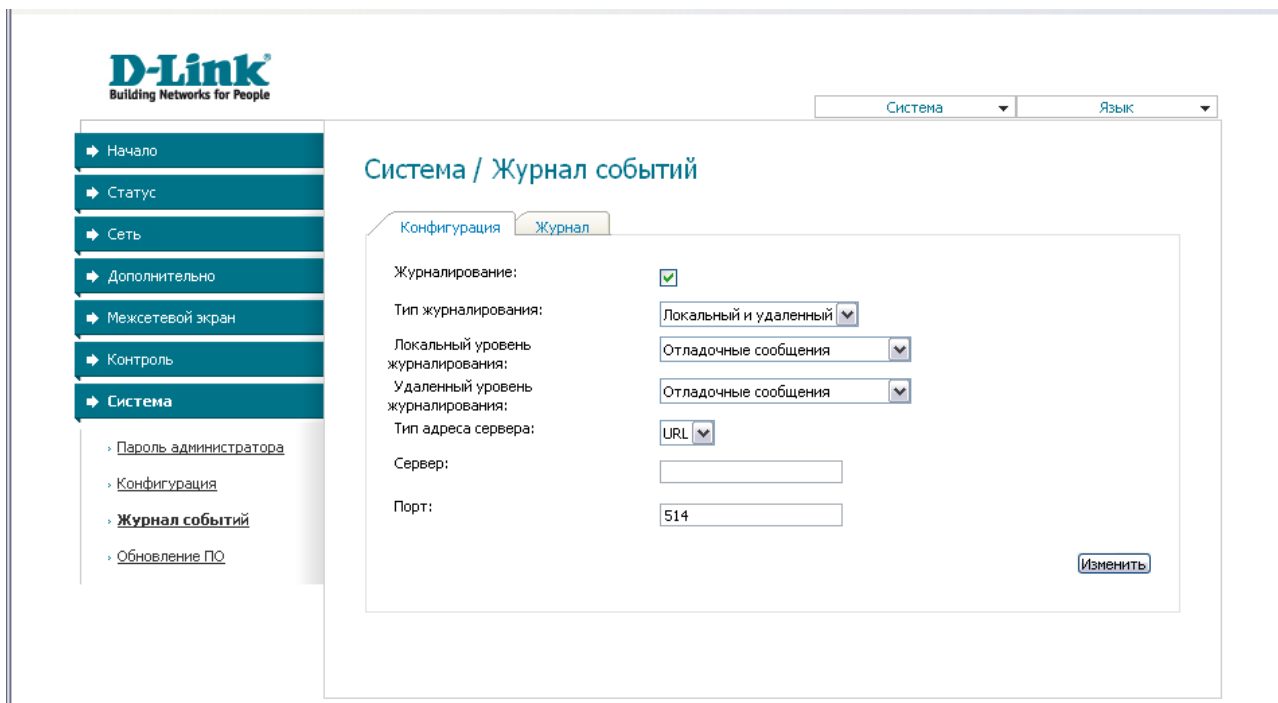 D-Link
Building Networks for People
Система
Язык
Начало
Статус
Сеть
Дополнительно
Межсетевой экран
Контроль
Система
Пароль администратора
Конфигурация
Журнал событий
Обновление ПО
Система / Журнал событий
Конфигурация
Журнал
Журналирование:
Тип журналирования:
Локальный и удаленный
Локальный уровень
журналирования:
Отладочные сообщения
Удаленный уровень
журналирования:
Отладочные сообщения
Тип адреса сервера:
URL
Сервер:
Порт:
514
Изменить